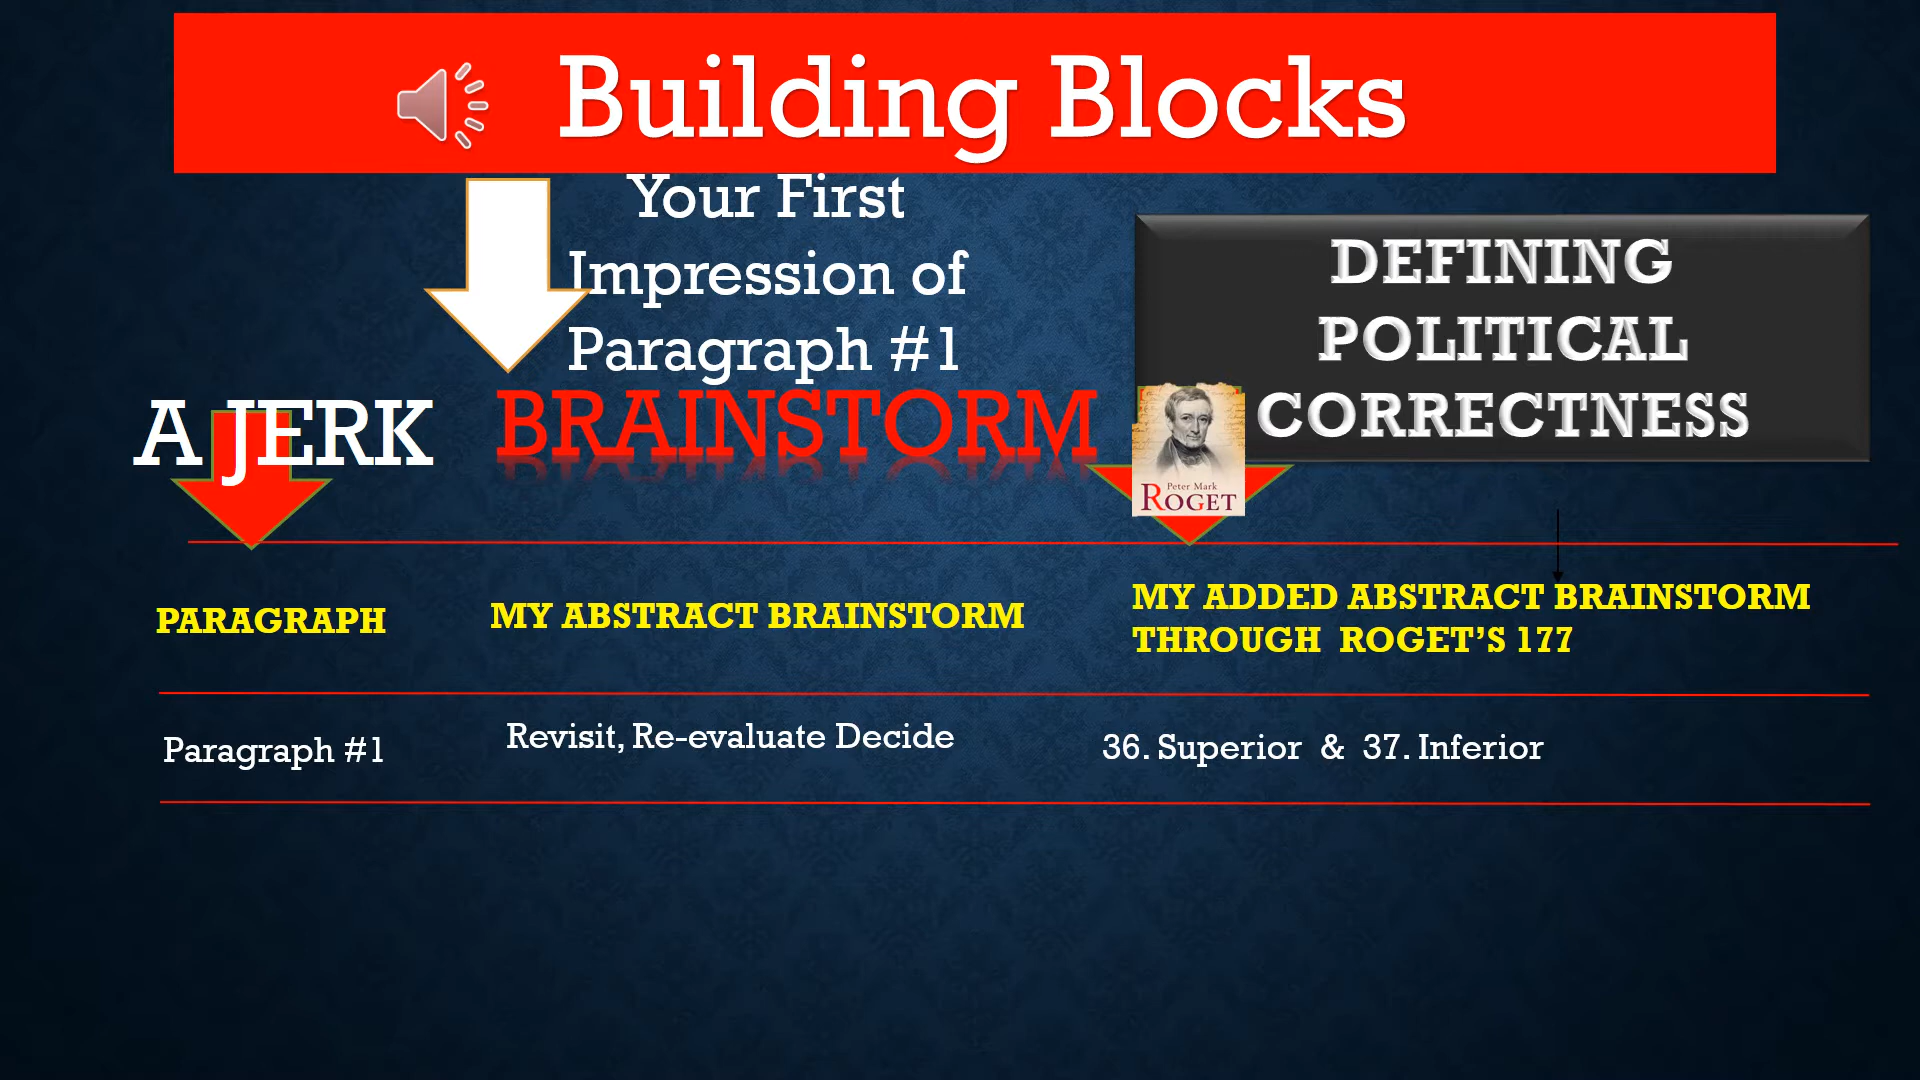 Building Blocks
Your First
Impression of
Paragraph #1
DEFINING
POLITICAL
CORRECTNESS
A JERK
BRAINSTORM
Peter Mark
ROGET
PARAGRAPH
MY ABSTRACT BRAINSTORM
MY ADDED ABSTRACT BRAINSTORM
THROUGH ROGET'S 177
Paragraph #1
Revisit, Re-evaluate Decide
36. Superior & 37. Inferior